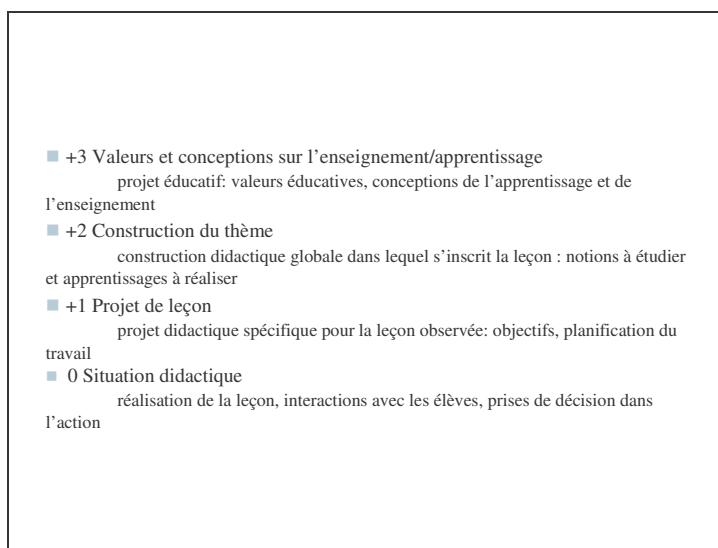 +3 Valeurs et conceptions sur l’enseignement/apprentissage
projet éducatif: valeurs éducatives, conceptions de l’apprentissage et de
l’enseignement
+2 Construction du thème
construction didactique globale dans lequel s’inscrit la leçon : notions à étudier
et apprentissages à réaliser
+1 Projet de leçon
projet didactique spécifique pour la leçon observée: objectifs, planification du
travail
0 Situation didactique
réalisation de la leçon, interactions avec les élèves, prises de décision dans
l’action